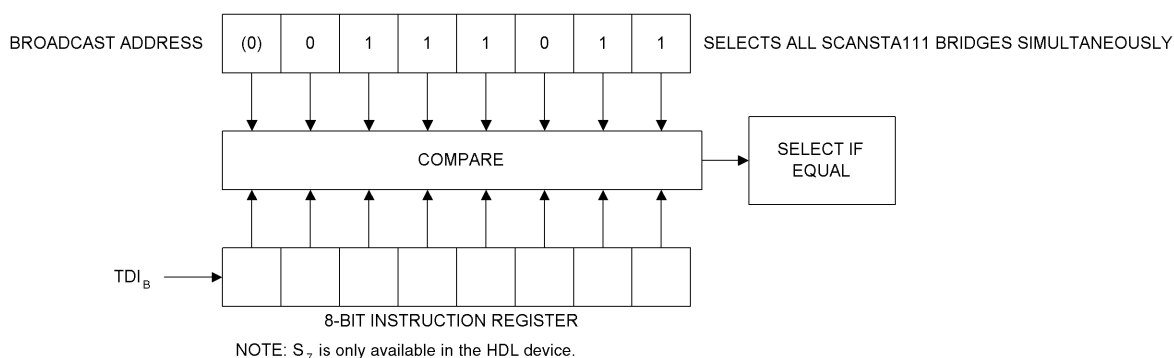 BROADCAST ADDRESS (0) 0 1 1 1 0 1 1 SELECTS ALL SCANSTA111 BRIDGES SIMULTANEOUSLY
COMPARE
SELECT IF
EQUAL
TDI_B
8-BIT INSTRUCTION REGISTER
NOTE: S_7 is only available in the HDL device.